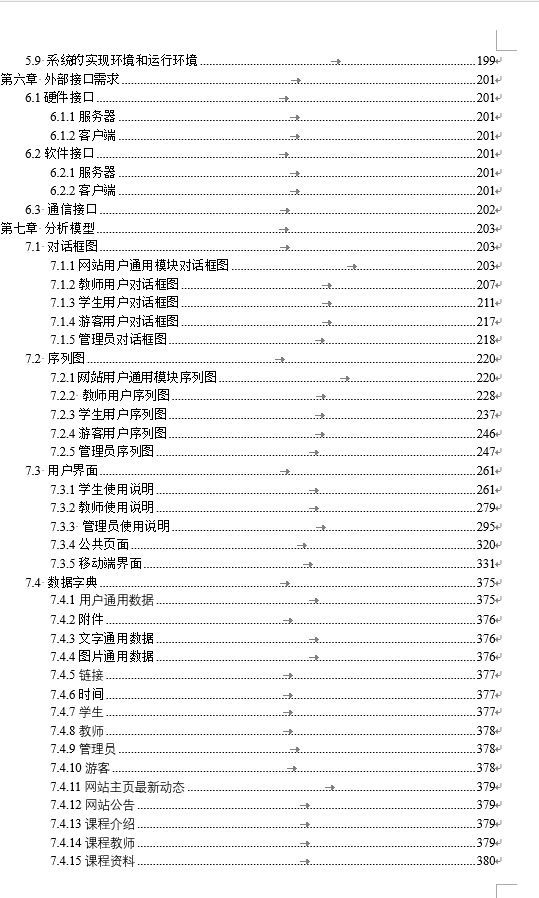 5.9 系统的实现环境和运行环境 199
第六章 外部接口需求 201
6.1 硬件接口 201
6.1.1 服务器 201
6.1.2 客户端 201
6.2 软件接口 201
6.2.1 服务器 201
6.2.2 客户端 201
6.3 通信接口 202
第七章 分析模型 203
7.1 对话框图 203
7.1.1 网站用户通用模块对话框图 203
7.1.2 教师用户对话框图 207
7.1.3 学生用户对话框图 211
7.1.4 游客用户对话框图 217
7.1.5 管理员对话框图 218
7.2 序列图 220
7.2.1 网站用户通用模块序列图 220
7.2.2 教师用户序列图 228
7.2.3 学生用户序列图 237
7.2.4 游客用户序列图 246
7.2.5 管理员序列图 247
7.3 用户界面 261
7.3.1 学生使用说明 261
7.3.2 教师使用说明 279
7.3.3 管理员使用说明 295
7.3.4 公共页面 320
7.3.5 移动端界面 331
7.4 数据字典 375
7.4.1 用户通用数据 375
7.4.2 附件 376
7.4.3 文字通用数据 376
7.4.4 图片通用数据 376
7.4.5 链接 377
7.4.6 时间 377
7.4.7 学生 377
7.4.8 教师 378
7.4.9 管理员 378
7.4.10 游客 378
7.4.11 网站主页最新动态 379
7.4.12 网站公告 379
7.4.13 课程介绍 379
7.4.14 课程教师 379
7.4.15 课程资料 380